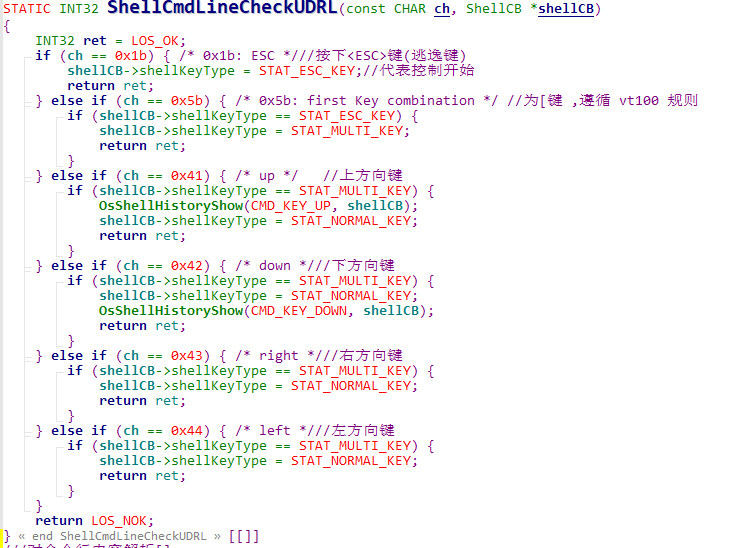 STATIC INT32 ShellCmdLineCheckUDRL(const CHAR ch, ShellCB *shellCB)
{
    INT32 ret = LOS_OK;
    if (ch == 0x1b) { /* 0x1b: ESC *///按下<ESC>键(逃逸键)
        shellCB->shellKeyType = STAT_ESC_KEY;//代表控制开始
        return ret;
    } else if (ch == 0x5b) { /* 0x5b: first Key combination */ //为[键 ,遵循 vt100 规则
        if (shellCB->shellKeyType == STAT_ESC_KEY) {
            shellCB->shellKeyType = STAT_MULTI_KEY;
            return ret;
        }
    } else if (ch == 0x41) { /* up */   //上方向键
        if (shellCB->shellKeyType == STAT_MULTI_KEY) {
            OsShellHistoryShow(CMD_KEY_UP, shellCB);
            shellCB->shellKeyType = STAT_NORMAL_KEY;
            return ret;
        }
    } else if (ch == 0x42) { /* down *///下方向键
        if (shellCB->shellKeyType == STAT_MULTI_KEY) {
            shellCB->shellKeyType = STAT_NORMAL_KEY;
            OsShellHistoryShow(CMD_KEY_DOWN, shellCB);
            return ret;
        }
    } else if (ch == 0x43) { /* right *///右方向键
        if (shellCB->shellKeyType == STAT_MULTI_KEY) {
            shellCB->shellKeyType = STAT_NORMAL_KEY;
            return ret;
        }
    } else if (ch == 0x44) { /* left *///左方向键
        if (shellCB->shellKeyType == STAT_MULTI_KEY) {
            shellCB->shellKeyType = STAT_NORMAL_KEY;
            return ret;
        }
    }
    return LOS_NOK;
} « end ShellCmdLineCheckUDRL » [[]]